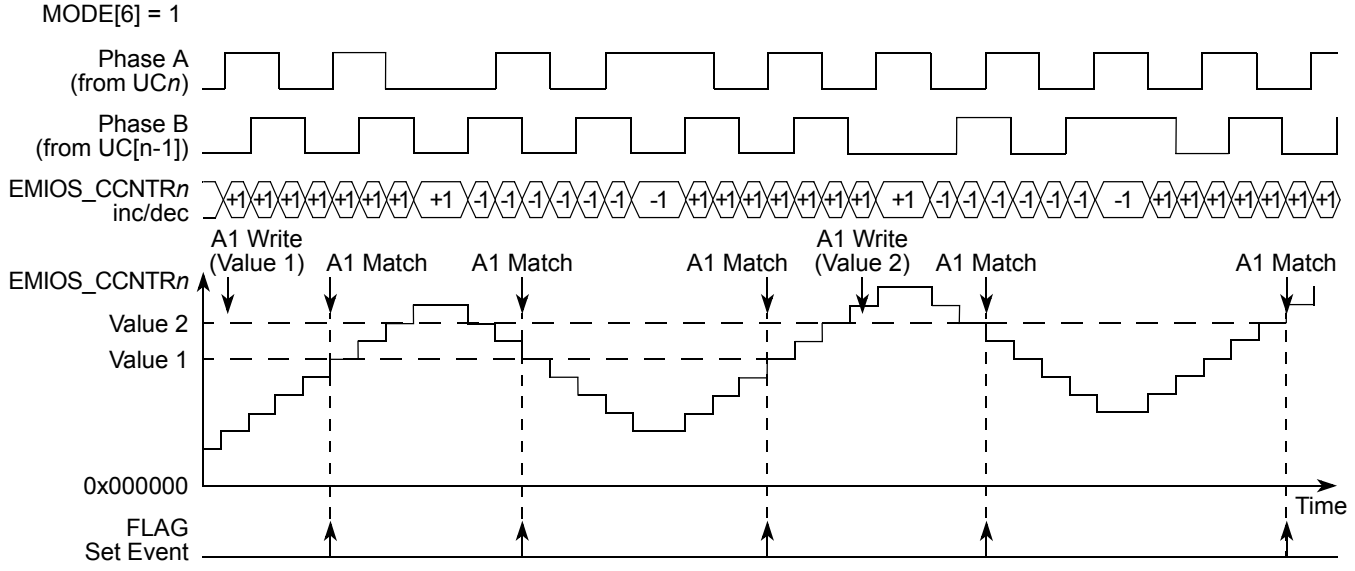 MODE[6] = 1
Phase A
(from UCn)
Phase B
(from UC[n-1])
EMIOS_CCNTRn
inc/dec
+1 +1 +1 +1 +1 +1 +1 +1 -1 -1 -1 -1 -1 -1 -1 +1 +1 +1 +1 +1 +1 +1 +1 -1 -1 -1 -1 -1 -1 -1 +1 +1 +1 +1 +1 +1 +1
A1 Write
(Value 1)
A1 Match
A1 Match
A1 Match
A1 Write
(Value 2)
A1 Match
A1 Match
EMIOS_CCNTRn
Value 2
Value 1
0x000000
Time
FLAG
Set Event